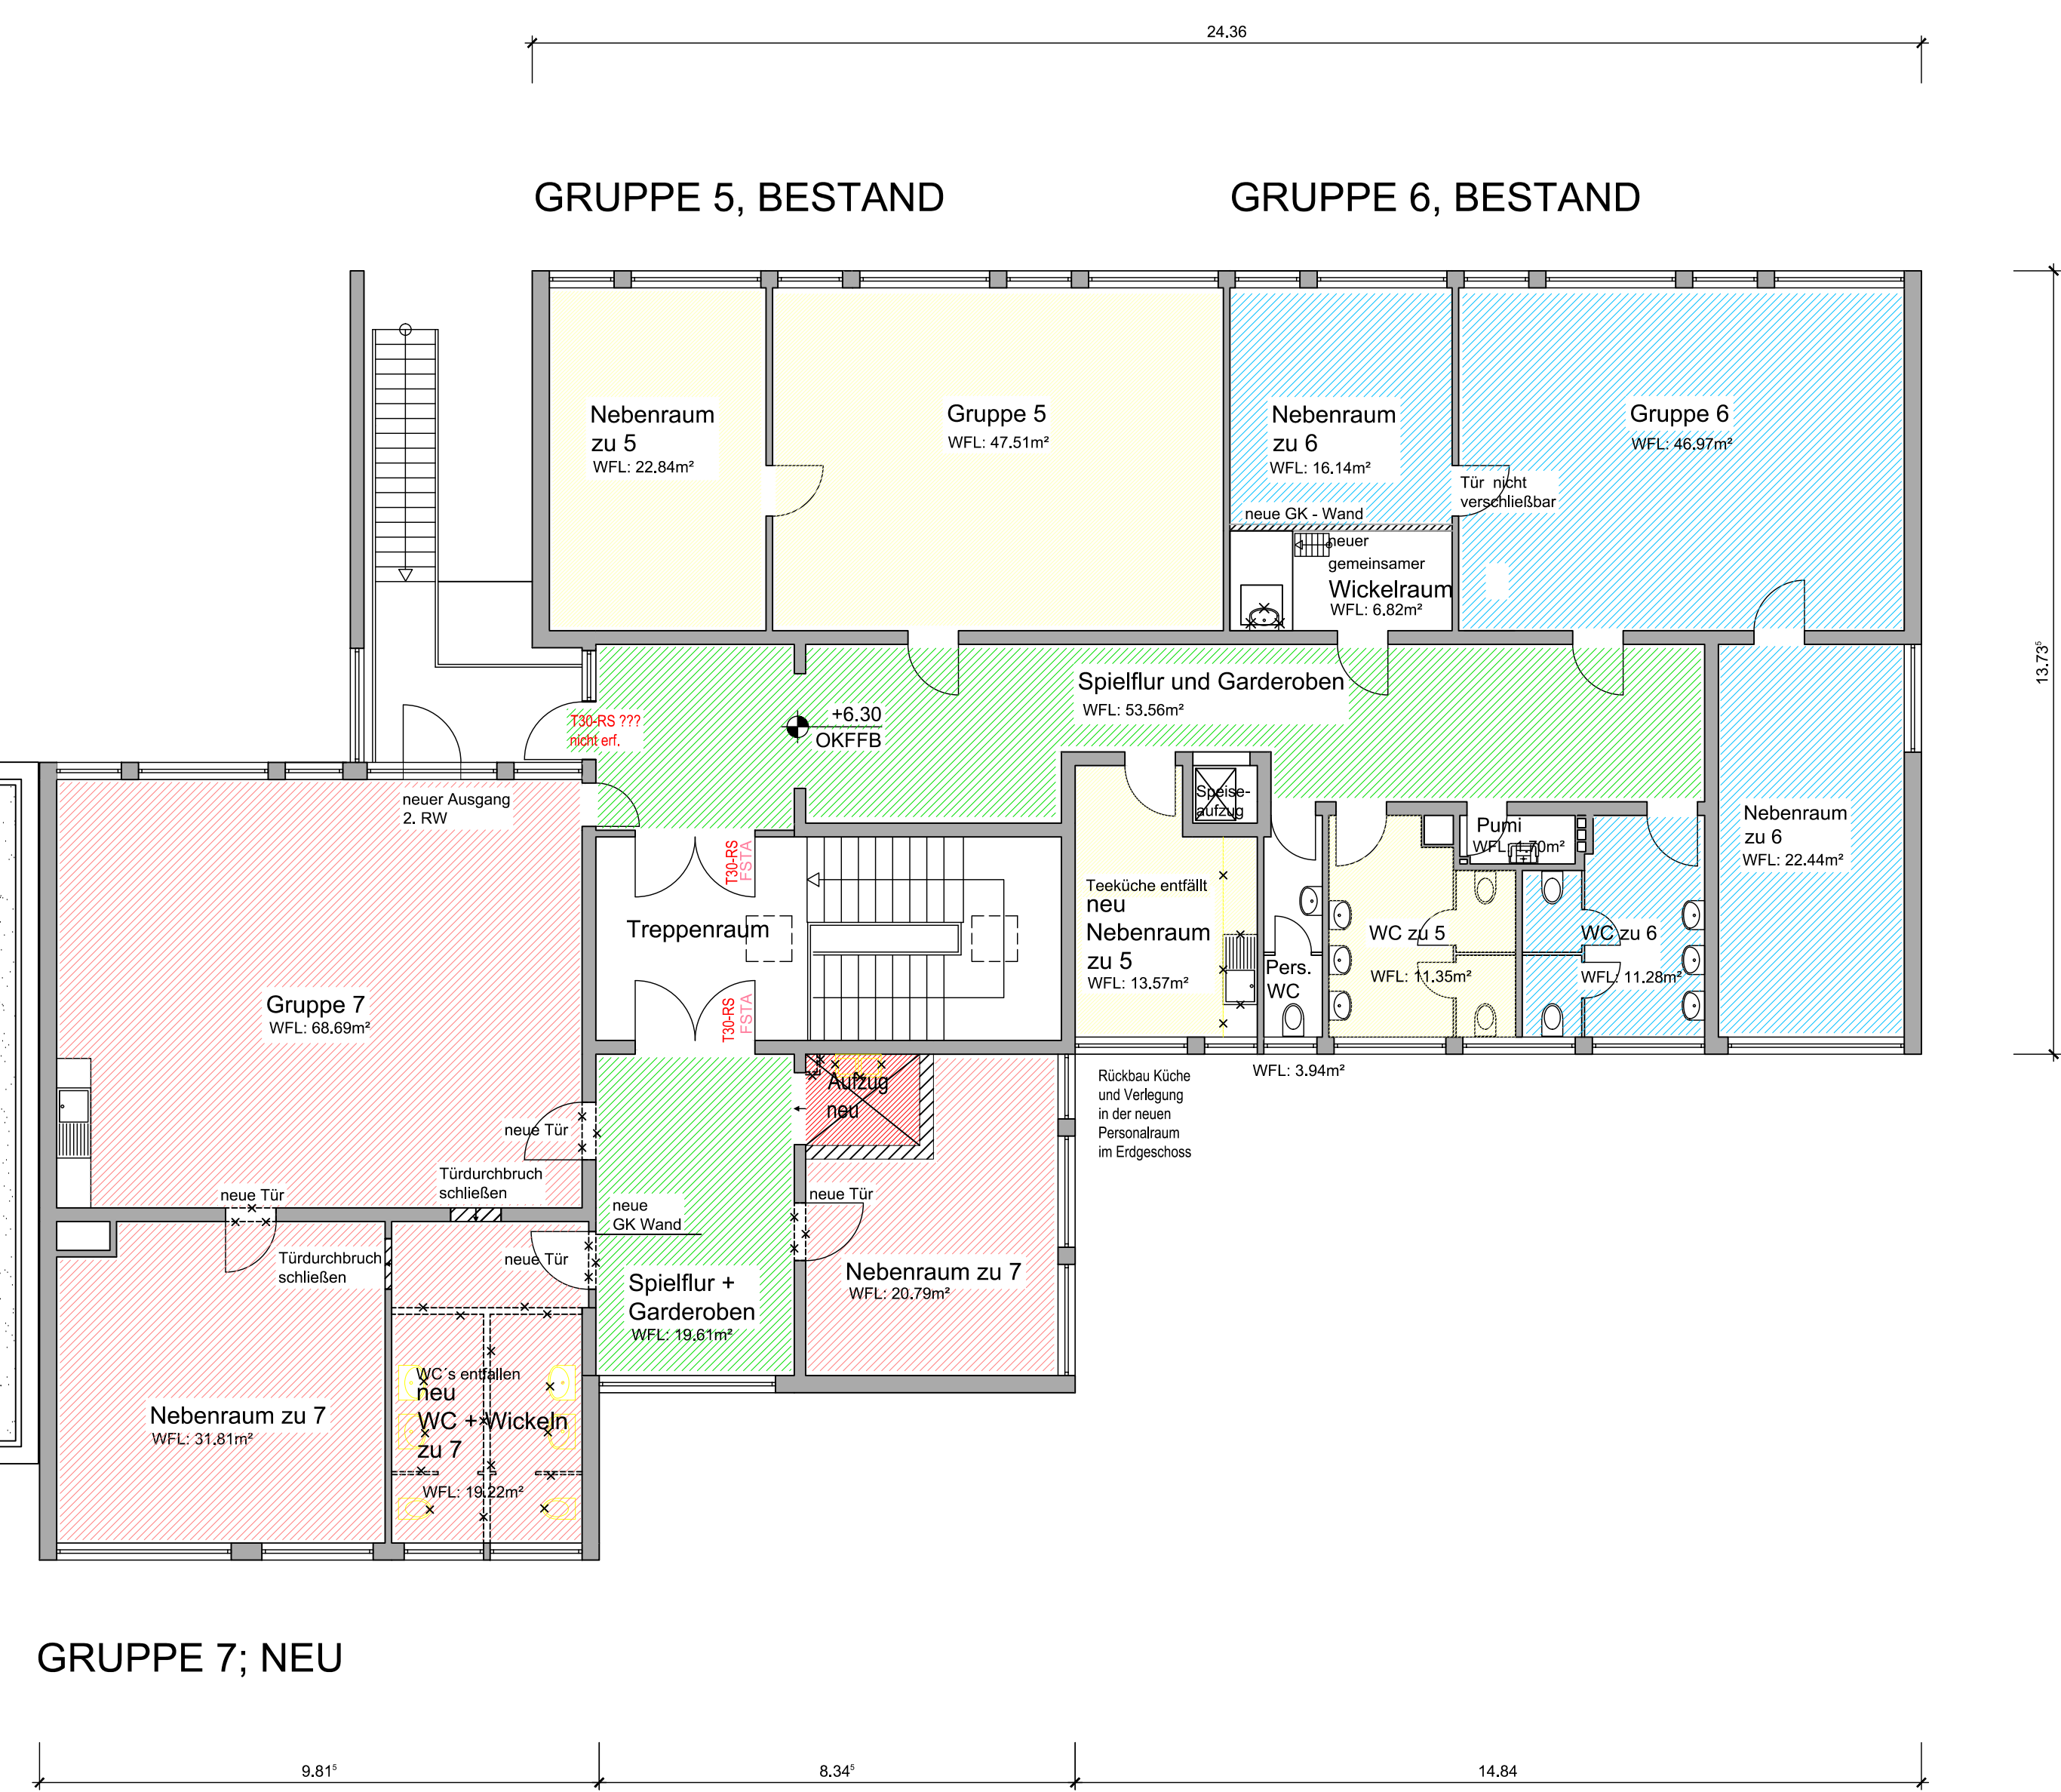 24.36
GRUPPE 5, BESTAND
GRUPPE 6, BESTAND
Nebenraum
zu 5
WFL: 22.84m²
Gruppe 5
WFL: 47.51m²
Nebenraum
zu 6
WFL: 16.14m²
Gruppe 6
WFL: 46.97m²
Tür nicht
verschließbar
neue GK - Wand
neuer
gemeinsamer
Wickelraum
WFL: 6.82m²
13.73⁵
Spielflur und Garderoben
WFL: 53.56m²
T30-RS ???
nicht erf.
+6.30
OKFFB
neuer Ausgang
2. RW
Speise-
aufzug
Pumi
WFL: 1.70m²
Nebenraum
zu 6
WFL: 22.44m²
T30-RS
FSTA
Treppenraum
Teeküche entfällt
neu
Nebenraum
zu 5
WFL: 13.57m²
Pers.
WC
WC zu 5
WFL: 11.35m²
WC zu 6
WFL: 11.28m²
Gruppe 7
WFL: 68.69m²
T30-RS
FSTA
WFL: 3.94m²
Rückbau Küche
und Verlegung
in der neuen
Personalraum
im Erdgeschoss
Aufzug
neu
neue Tür
Türdurchbruch
schließen
neue Tür
neue Tür
neue
GK Wand
Türdurchbruch
schließen
neue Tür
Spielflur +
Garderoben
WFL: 19.61m²
Nebenraum zu 7
WFL: 20.79m²
WC´s entfallen
neu
WC + Wickeln
zu 7
WFL: 19.22m²
Nebenraum zu 7
WFL: 31.81m²
GRUPPE 7; NEU
9.81⁵
8.34⁵
14.84